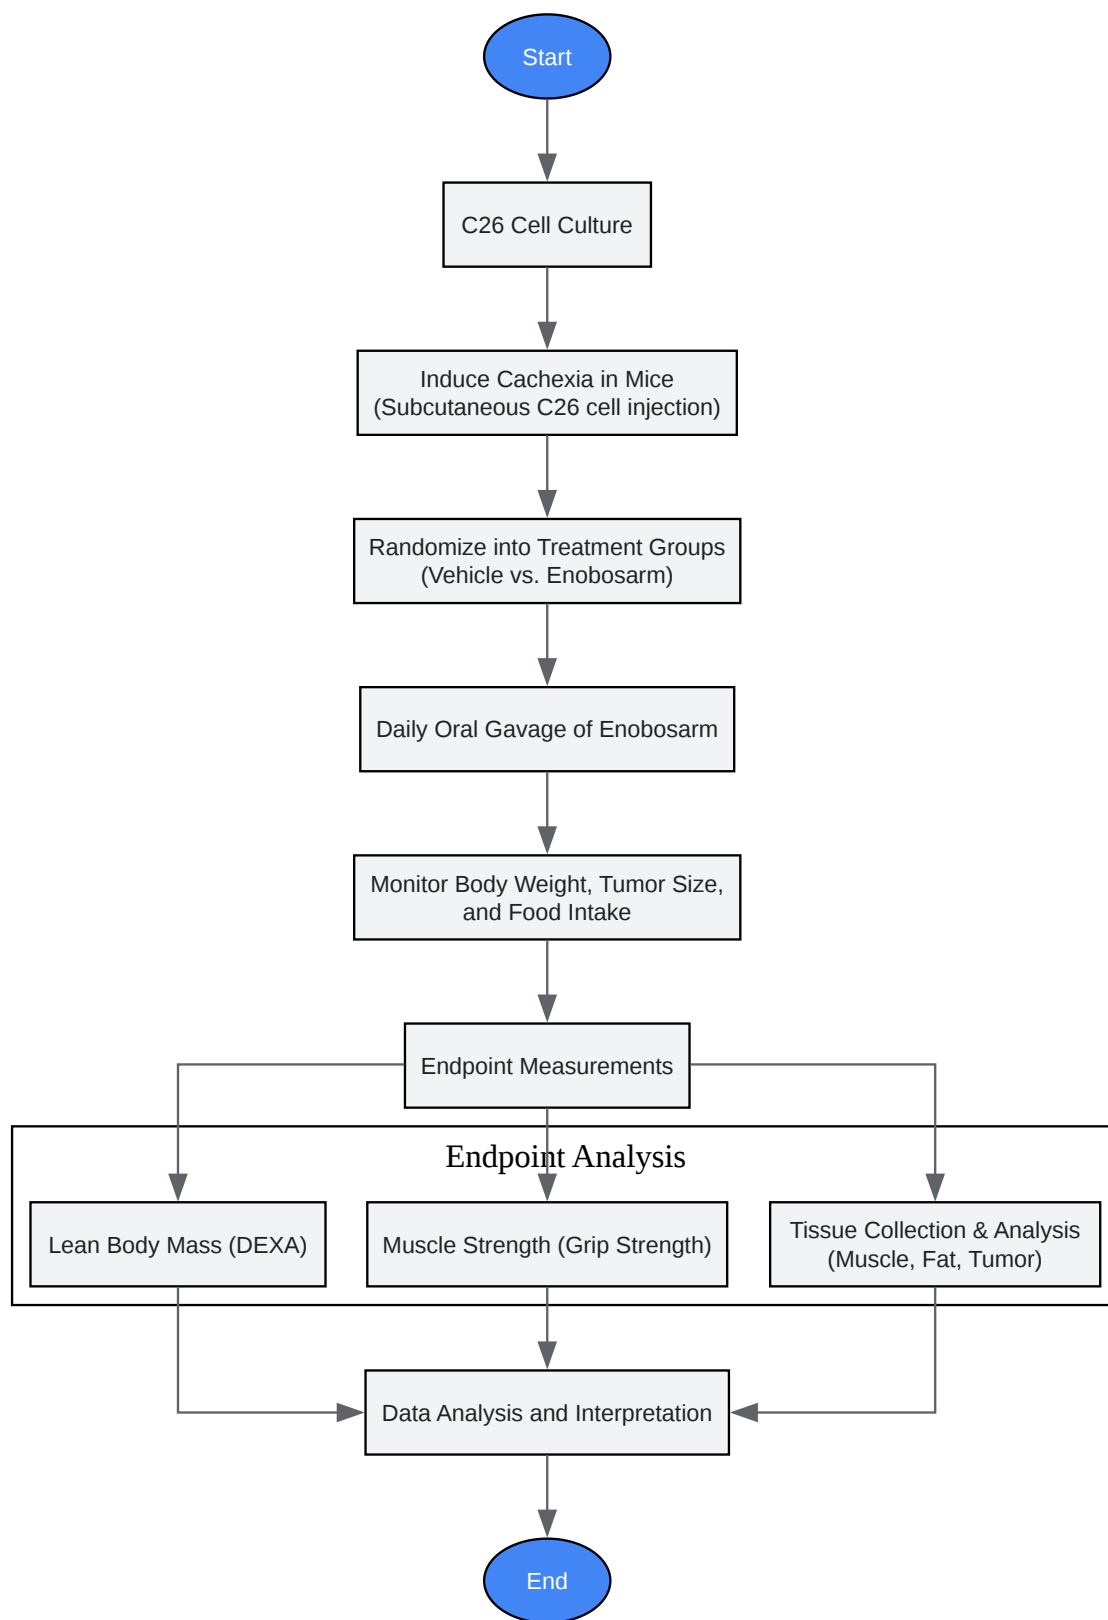 Start
C26 Cell Culture
Induce Cachexia in Mice
(Subcutaneous C26 cell injection)
Randomize into Treatment Groups
(Vehicle vs. Enobosarm)
Daily Oral Gavage of Enobosarm
Monitor Body Weight, Tumor Size,
and Food Intake
Endpoint Measurements
Endpoint Analysis
Lean Body Mass (DEXA)
Muscle Strength (Grip Strength)
Tissue Collection & Analysis
(Muscle, Fat, Tumor)
Data Analysis and Interpretation
End